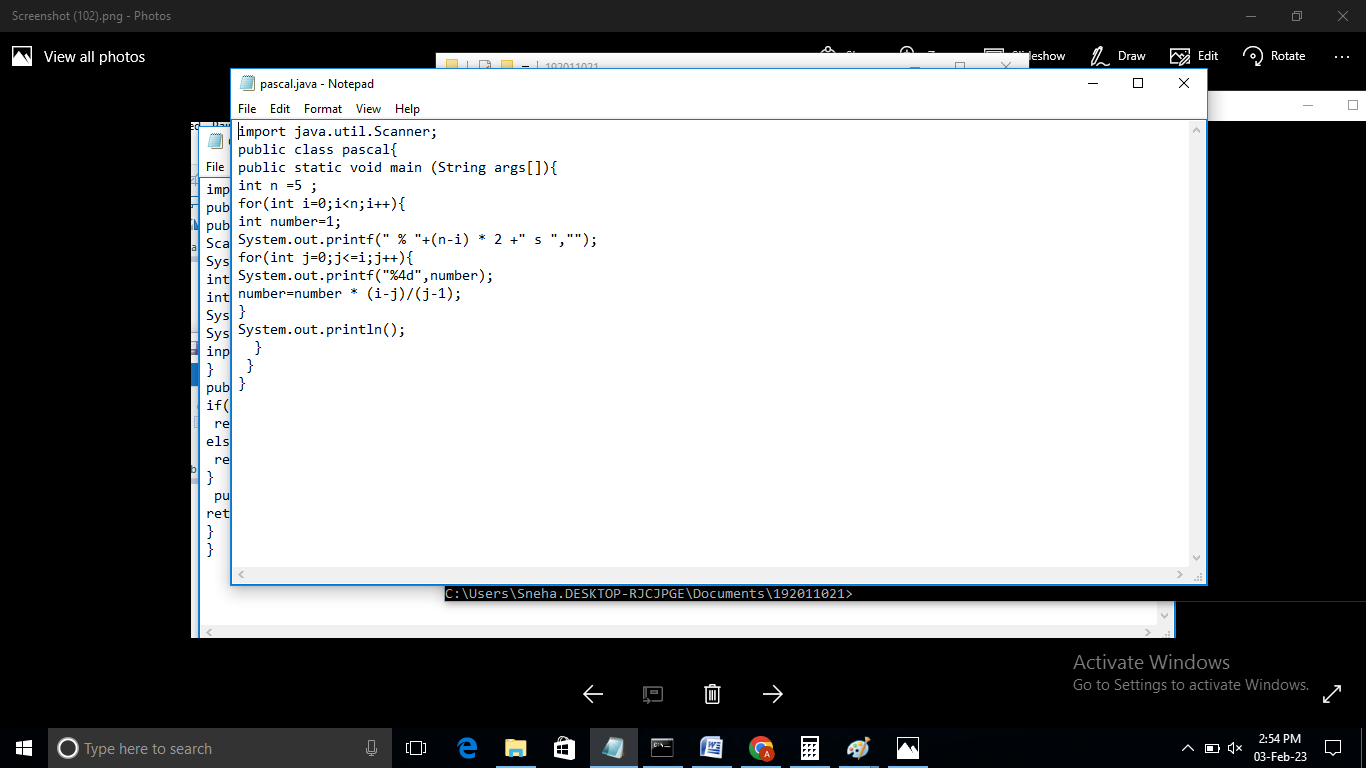 Screenshot (102).png - Photos
View all photos
Draw
Edit
Rotate
192011021
pascal.java - Notepad
File Edit Format View Help
import java.util.Scanner;
public class pascal{
public static void main (String args[]){
int n =5 ;
for(int i=0;i<n;i++){
int number=1;
System.out.printf(" % "+(n-i) * 2 +" s ","");
for(int j=0;j<=i;j++){
System.out.printf("%4d",number);
number=number * (i-j)/(j-1);
}
System.out.println();
}
}
}
File
imp
pub
pub
Sca
Sys
int
int
Sys
Sys
inp
}
pub
if(
re
els
re
}
pu
ret
}
}
C:\Users\Sneha.DESKTOP-RJCJPGE\Documents\192011021>
Activate Windows
Go to Settings to activate Windows.
Type here to search
2:54 PM
03-Feb-23